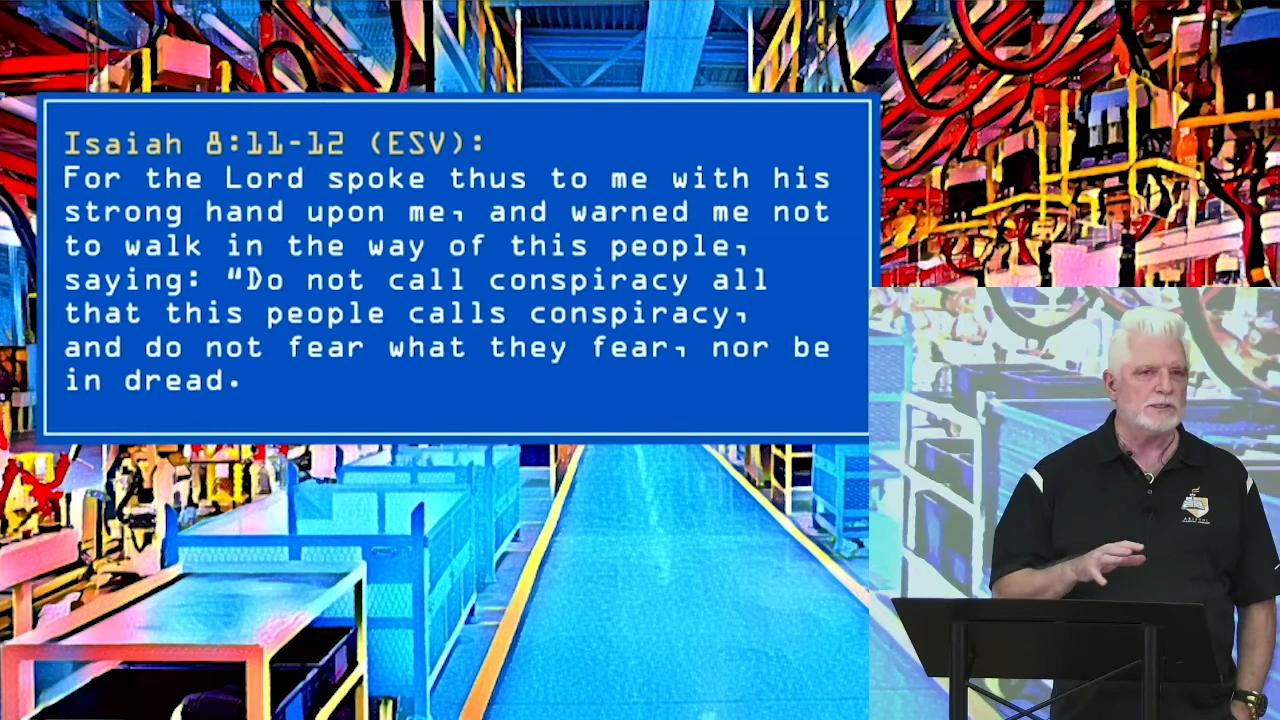 Isaiah 8:11-12 (ESV):
For the Lord spoke thus to me with his
strong hand upon me, and warned me not
to walk in the way of this people,
saying: “Do not call conspiracy all
that this people calls conspiracy,
and do not fear what they fear, nor be
in dread.